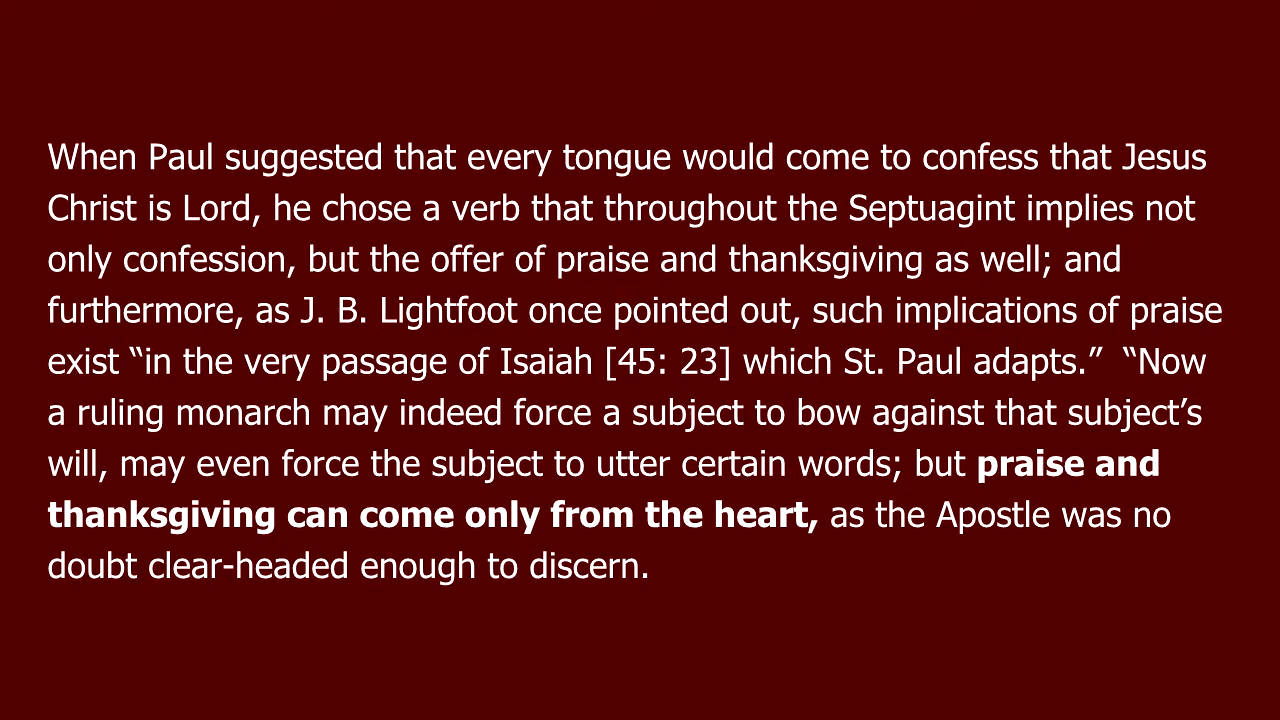 When Paul suggested that every tongue would come to confess that Jesus
Christ is Lord, he chose a verb that throughout the Septuagint implies not
only confession, but the offer of praise and thanksgiving as well; and
furthermore, as J. B. Lightfoot once pointed out, such implications of praise
exist “in the very passage of Isaiah [45: 23] which St. Paul adapts.”  “Now
a ruling monarch may indeed force a subject to bow against that subject’s
will, may even force the subject to utter certain words; but praise and
thanksgiving can come only from the heart, as the Apostle was no
doubt clear-headed enough to discern.